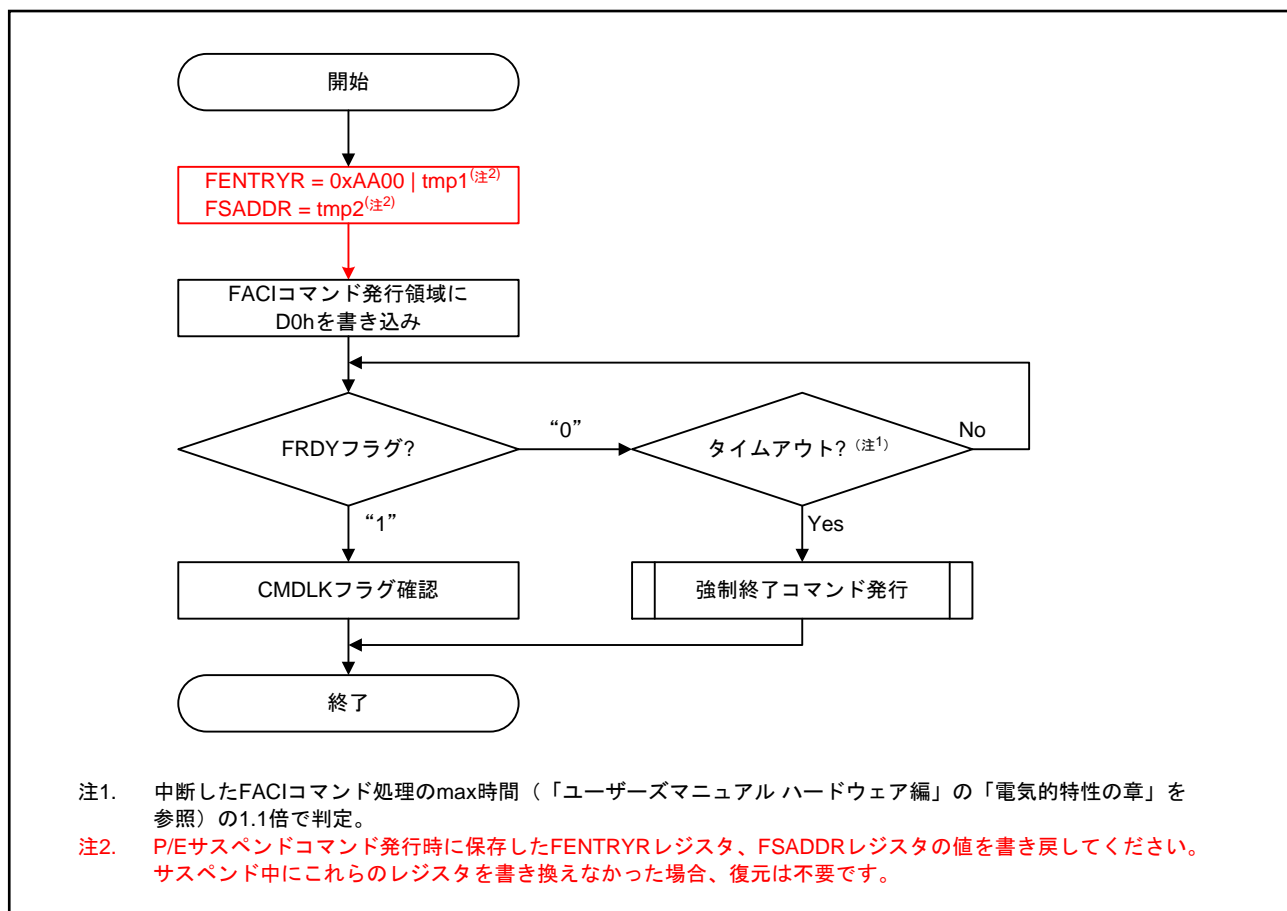 開始
FENTRYR = 0xAA00 | tmp1(注2)
FSADDR = tmp2(注2)
FACIコマンド発行領域に
D0hを書き込み
FRDYフラグ?
“0”
タイムアウト? (注1)
No
“1”
Yes
CMDLKフラグ確認
強制終了コマンド発行
終了
注1. 中断したFACIコマンド処理のmax時間（「ユーザーズマニュアル ハードウェア編」の「電気的特性の章」を
参照）の1.1倍で判定。
注2. P/Eサスペンドコマンド発行時に保存したFENTRYRレジスタ、FSADDRレジスタの値を書き戻してください。
サスペンド中にこれらのレジスタを書き換えなかった場合、復元は不要です。